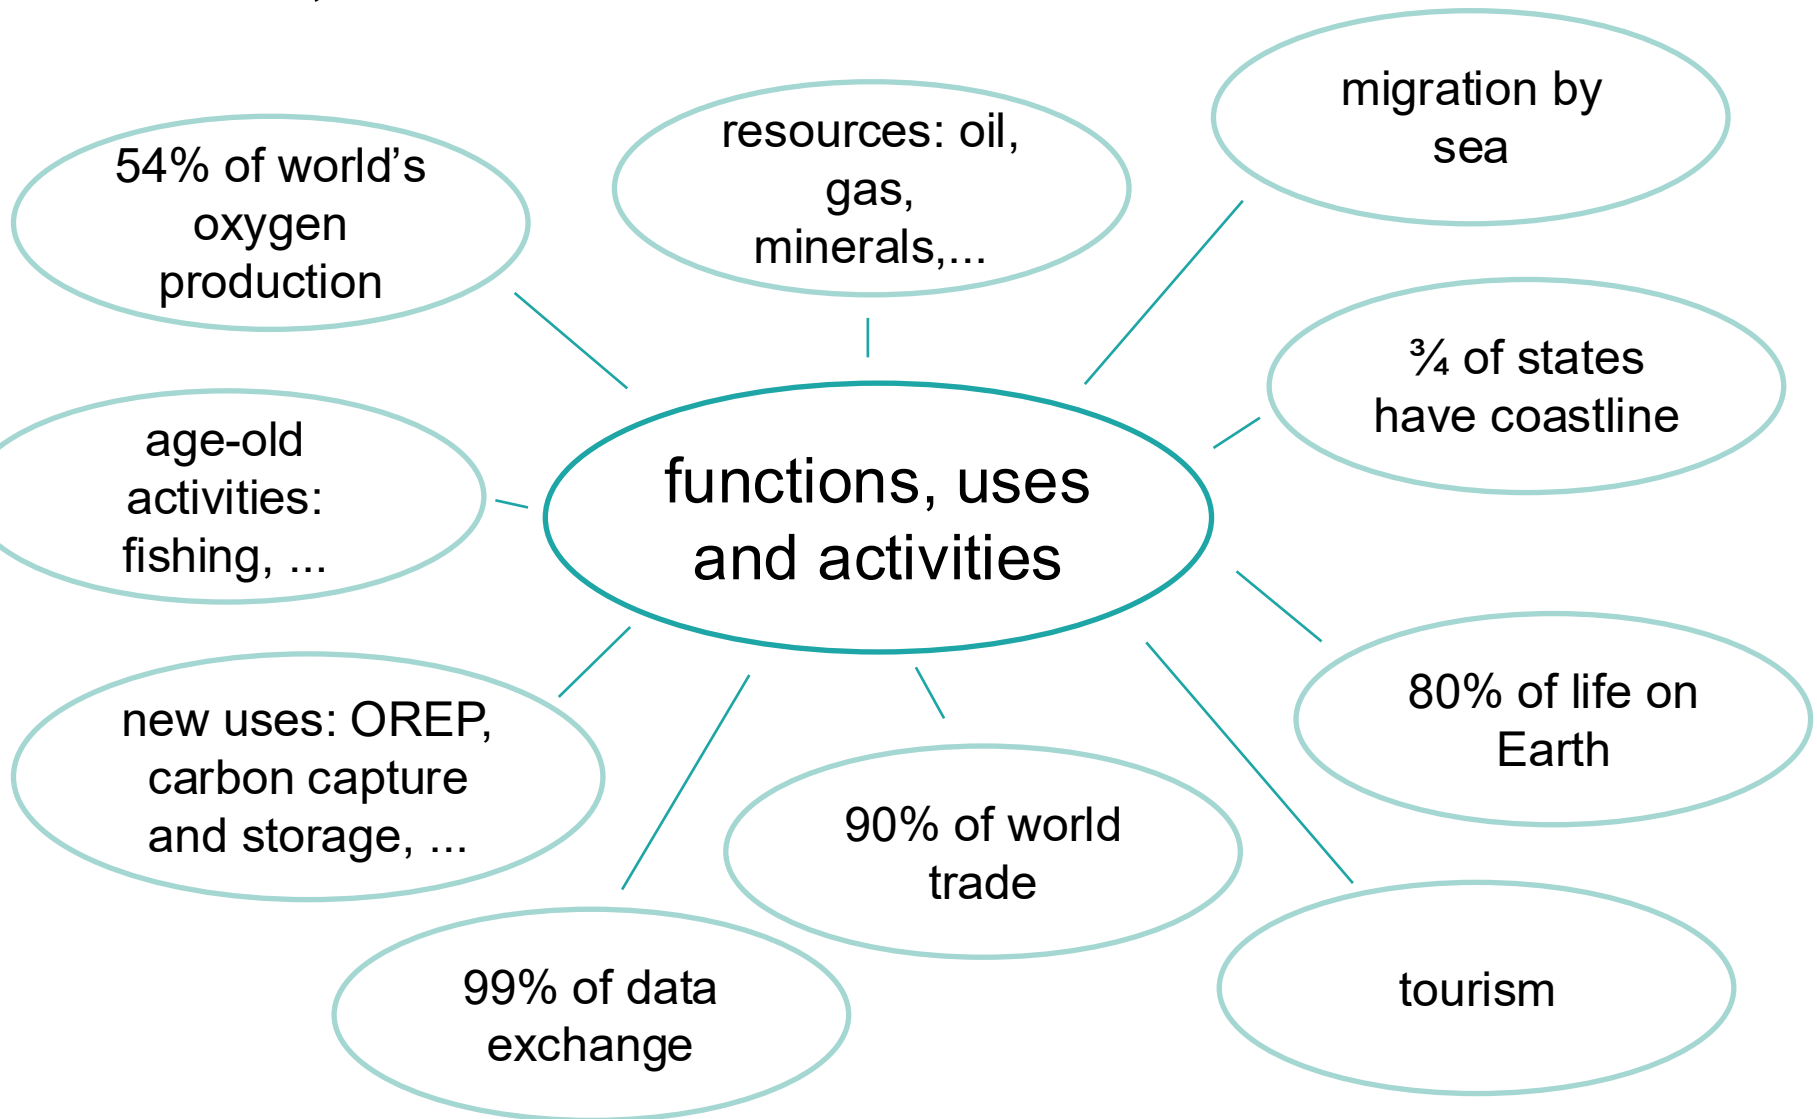 migration by
sea
resources: oil,
gas,
minerals,...
54% of world’s
oxygen
production
¾ of states
have coastline
age-old
activities:
fishing, ...
functions, uses
and activities
80% of life on
Earth
new uses: OREP,
carbon capture
and storage, ...
90% of world
trade
99% of data
exchange
tourism